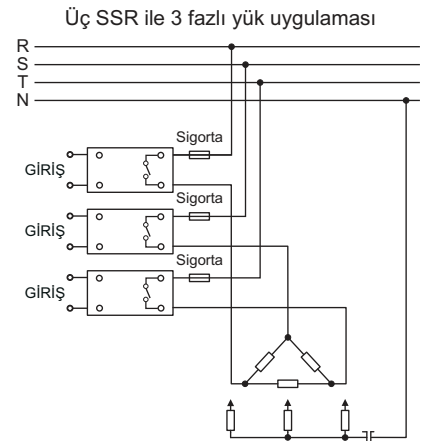 Üç SSR ile 3 fazlı yük uygulaması
R
S
T
N
Sigorta
GİRİŞ
Sigorta
GİRİŞ
Sigorta
GİRİŞ